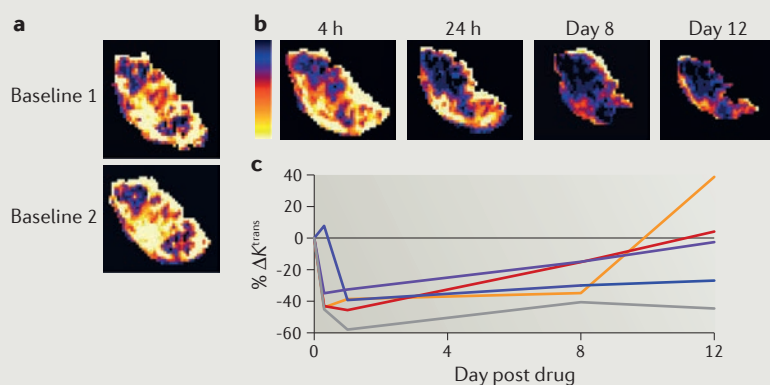 a
Baseline 1
Baseline 2
b
4 h
24 h
Day 8
Day 12
c
40
20
0
-20
-40
-60
% ΔKᵗʳᵃⁿˢ
0
4
8
12
Day post drug